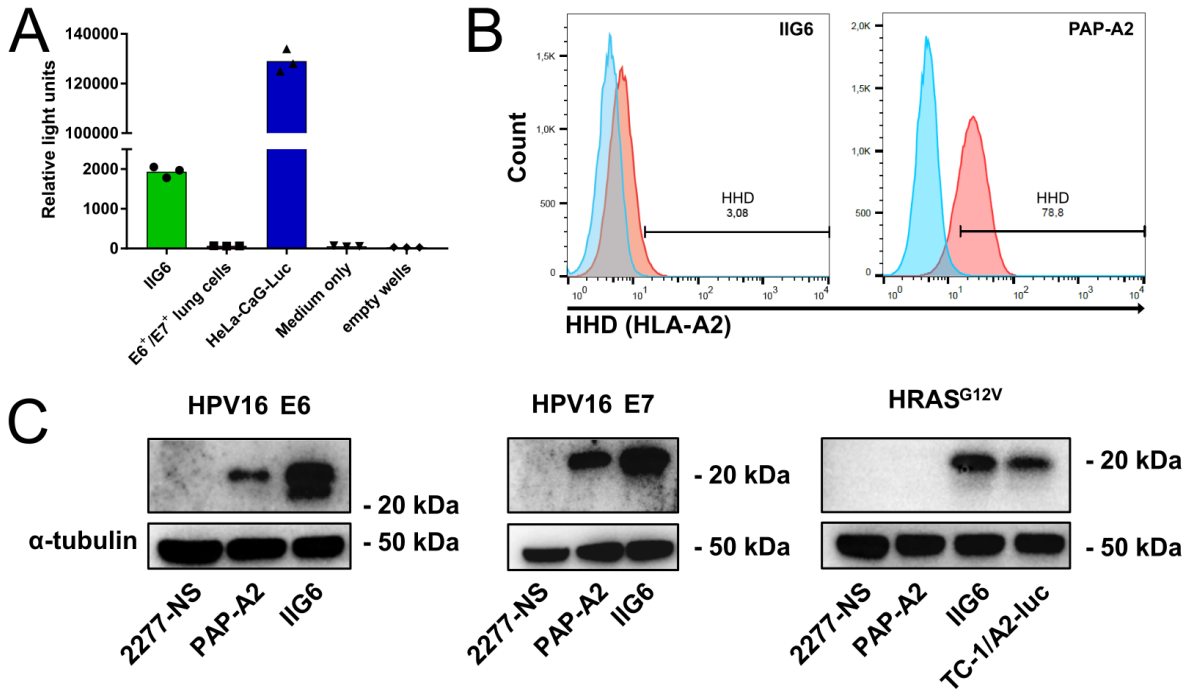 A
Relative light units
140000
120000
100000
2000
1000
0
IIG6
E6+/E7+ lung cells
HeLa-CaG-Luc
Medium only
empty wells
B
Count
IIG6
1,5K
1,0K
500
0
HHD
3,08
10^0 10^1 10^2 10^3 10^4
PAP-A2
2,0K
1,5K
1,0K
500
0
HHD
78,8
10^0 10^1 10^2 10^3 10^4
HHD (HLA-A2)
C
HPV16 E6
- 20 kDa
α-tubulin
- 50 kDa
2277-NS
PAP-A2
IIG6
HPV16 E7
- 20 kDa
- 50 kDa
2277-NS
PAP-A2
IIG6
HRAS^G12V
- 20 kDa
- 50 kDa
2277-NS
PAP-A2
IIG6
TC-1/A2-luc